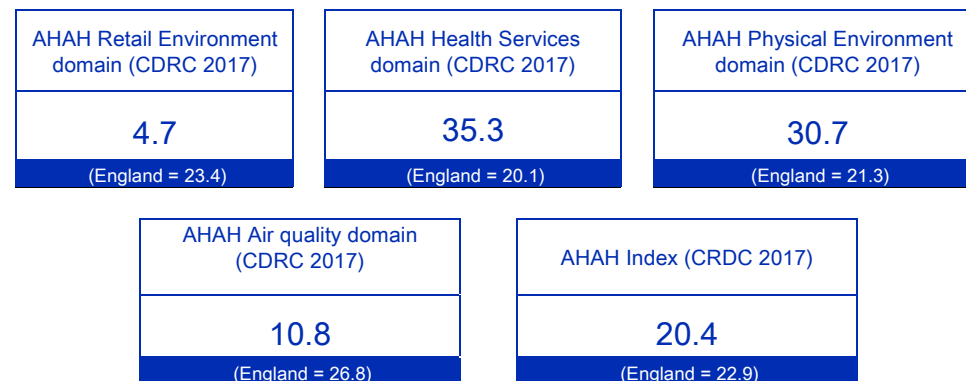 AHAH Retail Environment
domain (CDRC 2017)
4.7
(England = 23.4)
AHAH Health Services
domain (CDRC 2017)
35.3
(England = 20.1)
AHAH Physical Environment
domain (CDRC 2017)
30.7
(England = 21.3)
AHAH Air quality domain
(CDRC 2017)
10.8
(England = 26.8)
AHAH Index (CRDC 2017)
20.4
(England = 22.9)